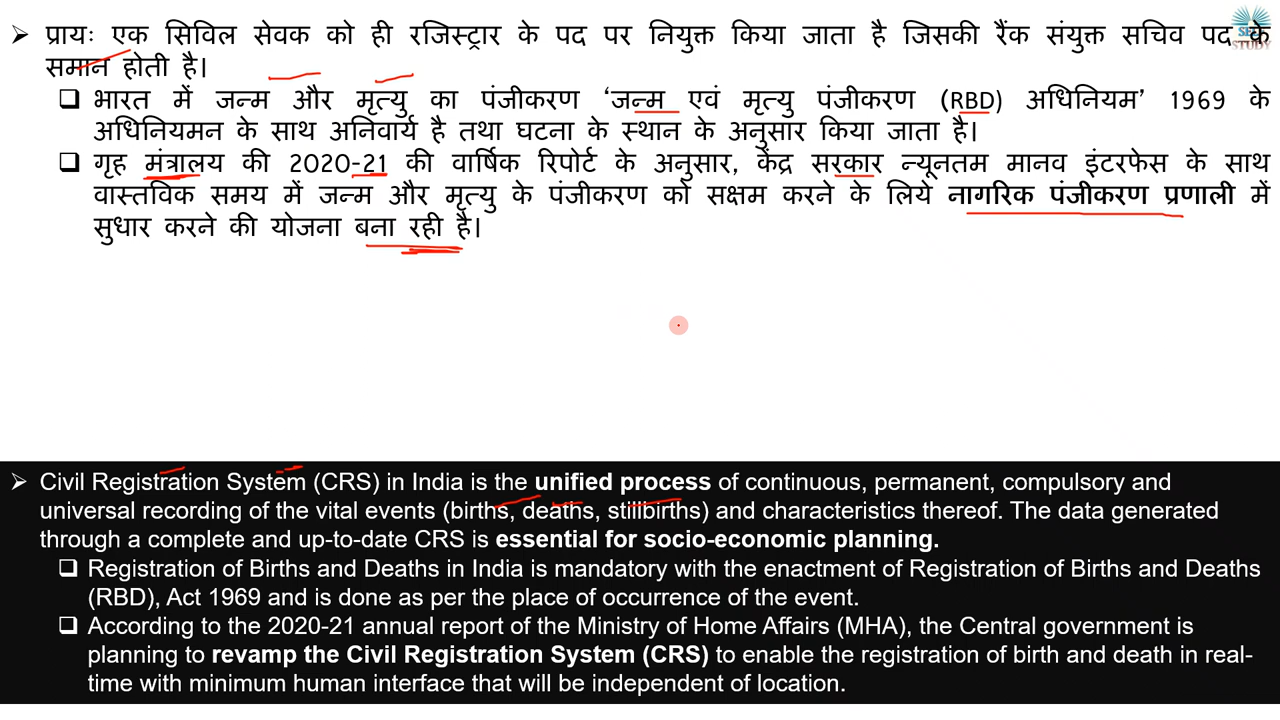 ➢ प्रायः एक सिविल सेवक को ही रजिस्ट्रार के पद पर नियुक्त किया जाता है जिसकी रैंक संयुक्त सचिव पद के
समान होती है।
❑ भारत में जन्म और मृत्यु का पंजीकरण ‘जन्म एवं मृत्यु पंजीकरण (RBD) अधिनियम’ 1969 के
अधिनियमन के साथ अनिवार्य है तथा घटना के स्थान के अनुसार किया जाता है।
❑ गृह मंत्रालय की 2020-21 की वार्षिक रिपोर्ट के अनुसार, केंद्र सरकार न्यूनतम मानव इंटरफेस के साथ
वास्तविक समय में जन्म और मृत्यु के पंजीकरण को सक्षम करने के लिये नागरिक पंजीकरण प्रणाली में
सुधार करने की योजना बना रही है।
➢ Civil Registration System (CRS) in India is the unified process of continuous, permanent, compulsory and
universal recording of the vital events (births, deaths, stillbirths) and characteristics thereof. The data generated
through a complete and up-to-date CRS is essential for socio-economic planning.
❑ Registration of Births and Deaths in India is mandatory with the enactment of Registration of Births and Deaths
(RBD), Act 1969 and is done as per the place of occurrence of the event.
❑ According to the 2020-21 annual report of the Ministry of Home Affairs (MHA), the Central government is
planning to revamp the Civil Registration System (CRS) to enable the registration of birth and death in real-
time with minimum human interface that will be independent of location.
STUDY